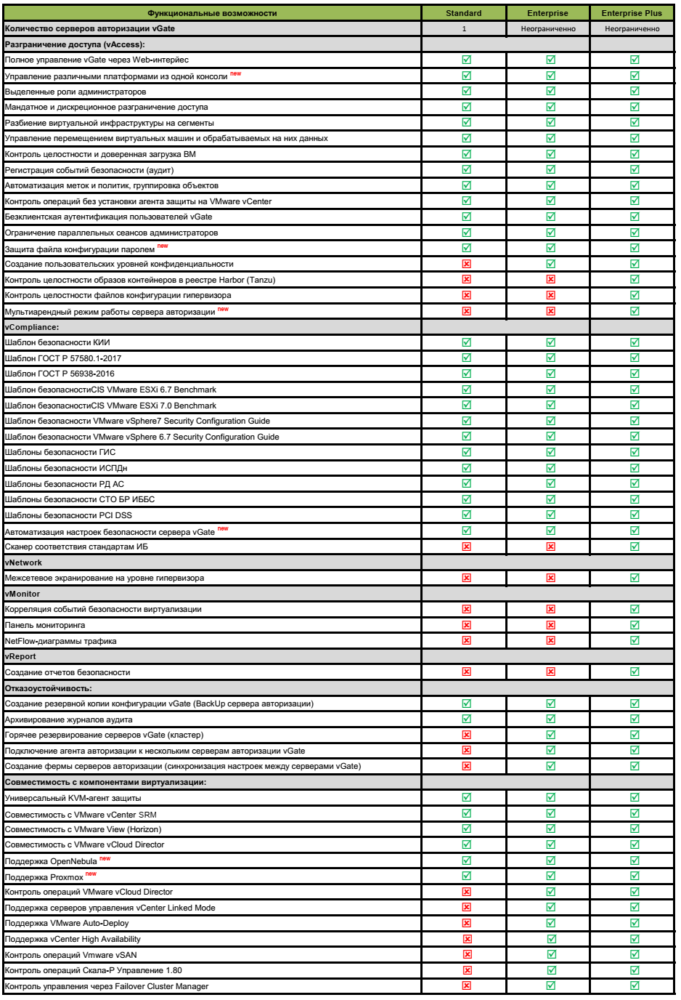 Функциональные возможности Standard Enterprise Enterprise Plus
Количество серверов авторизации vGate 1 Неограниченно Неограниченно
Разграничение доступа (vAccess):
Полное управление vGate через Web-интерйес
Управление различными платформами из одной консоли new
Выделенные роли администраторов
Мандатное и дискреционное разграничение доступа
Разбиение виртуальной инфраструктуры на сегменты
Управление перемещением виртуальных машин и обрабатываемых на них данных
Контроль целостности и доверенная загрузка ВМ
Регистрация событий безопасности (аудит)
Автоматизация меток и политик, группировка объектов
Контроль операций без установки агента защиты на VMware vCenter
Безклиентская аутентификация пользователей vGate
Ограничение параллельных сеансов администраторов
Защита файла конфигурации паролем new
Создание пользовательских уровней конфиденциальности
Контроль целостности образов контейнеров в реестре Harbor (Tanzu)
Контроль целостности файлов конфигурации гипервизора
Мультиарендный режим работы сервера авторизации new
vCompliance:
Шаблон безопасности КИИ
Шаблон ГОСТ Р 57580.1-2017
Шаблон ГОСТ Р 56938-2016
Шаблон безопасностиCIS VMware ESXi 6.7 Benchmark
Шаблон безопасностиCIS VMware ESXi 7.0 Benchmark
Шаблон безопасности VMware vSphere7 Security Configuration Guide
Шаблон безопасности VMware vSphere 6.7 Security Configuration Guide
Шаблоны безопасности ГИС
Шаблоны безопасности ИСПДн
Шаблоны безопасности РД АС
Шаблоны безопасности СТО БР ИББС
Шаблоны безопасности PCI DSS
Автоматизация настроек безопасности сервера vGate new
Сканер соответствия стандартам ИБ
vNetwork
Межсетевое экранирование на уровне гипервизора
vMonitor
Корреляция событий безопасности виртуализации
Панель мониторинга
NetFlow-диаграммы трафика
vReport
Создание отчетов безопасности
Отказоустойчивость:
Создание резервной копии конфигурации vGate (BackUp сервера авторизации)
Архивирование журналов аудита
Горячее резервирование серверов vGate (кластер)
Подключение агента авторизации к нескольким серверам авторизации vGate
Создание фермы серверов авторизации (синхронизация настроек между серверами vGate)
Совместимость с компонентами виртуализации:
Универсальный KVM-агент защиты
Совместимость с VMware vCenter SRM
Совместимость с VMware View (Horizon)
Совместимость с VMware vCloud Director
Поддержка OpenNebula new
Поддержка Proxmox new
Контроль операций VMware vCloud Director
Поддержка серверов управления vCenter Linked Mode
Поддержка VMware Auto-Deploy
Поддержка vCenter High Availability
Контроль операций Vmware vSAN
Контроль операций Скала-Р Управление 1.80
Контроль управления через Failover Cluster Manager